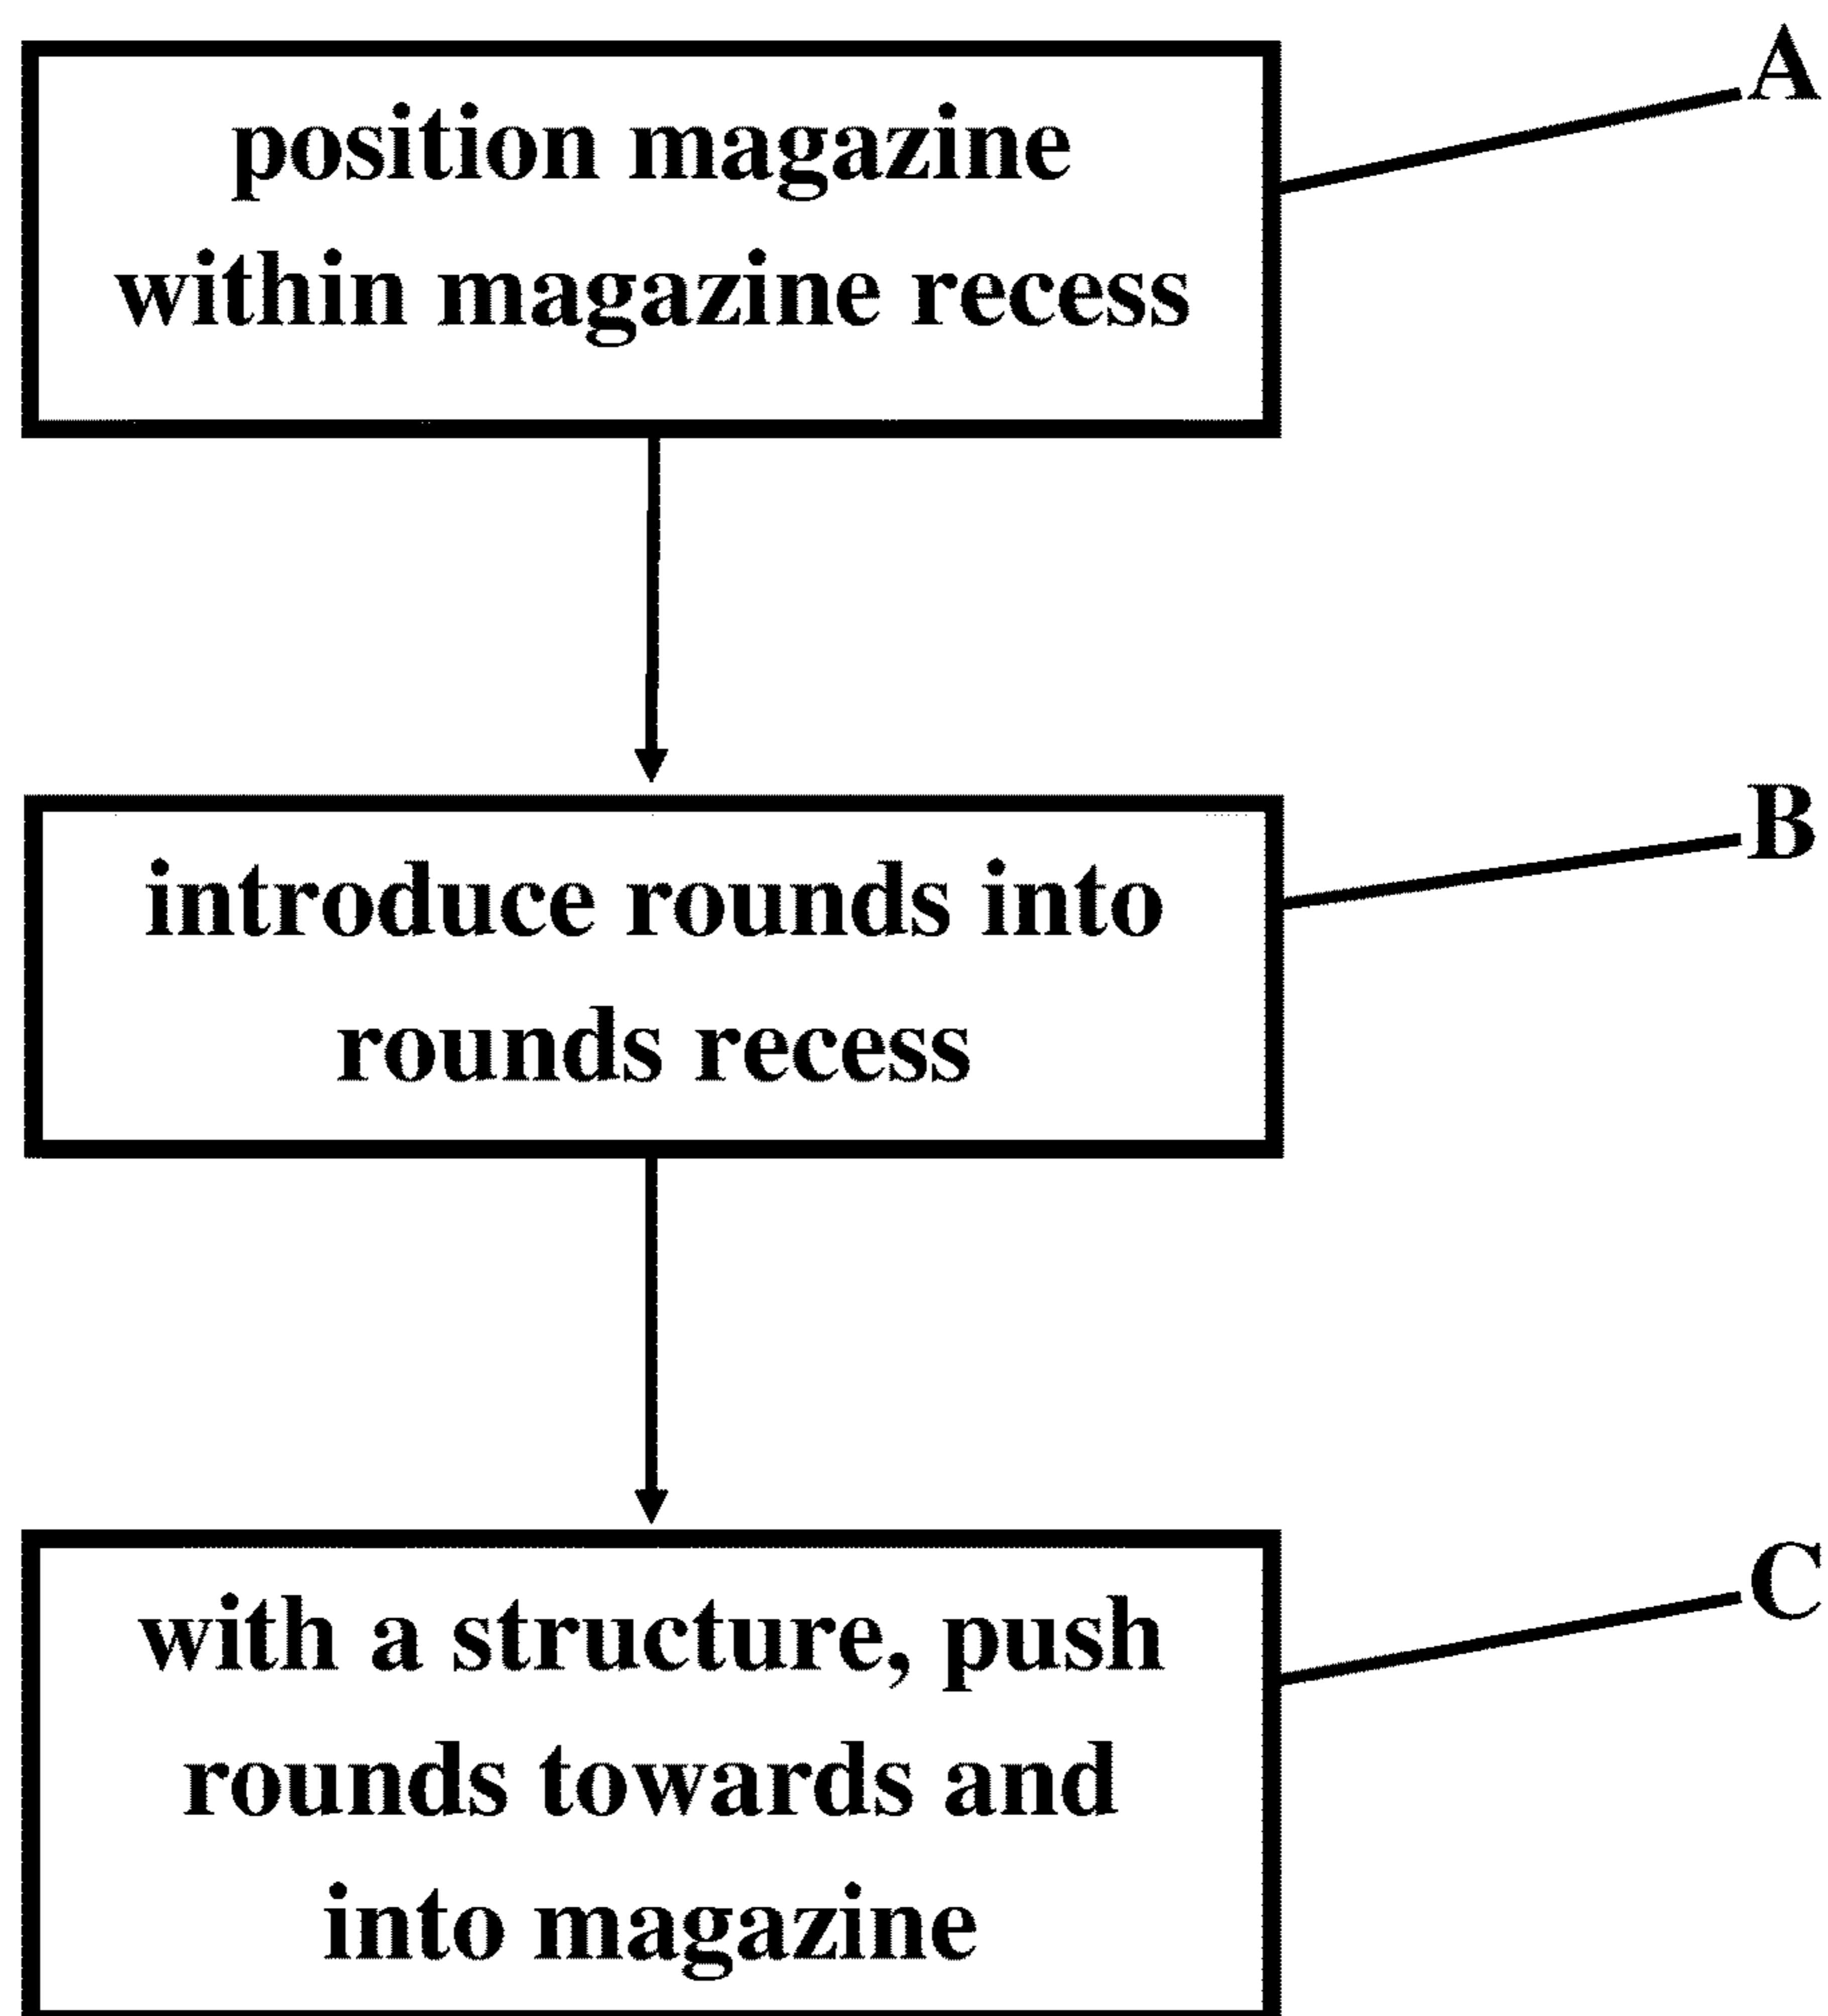 A
position magazine
within magazine recess
B
introduce rounds into
rounds recess
C
with a structure, push
rounds towards and
into magazine